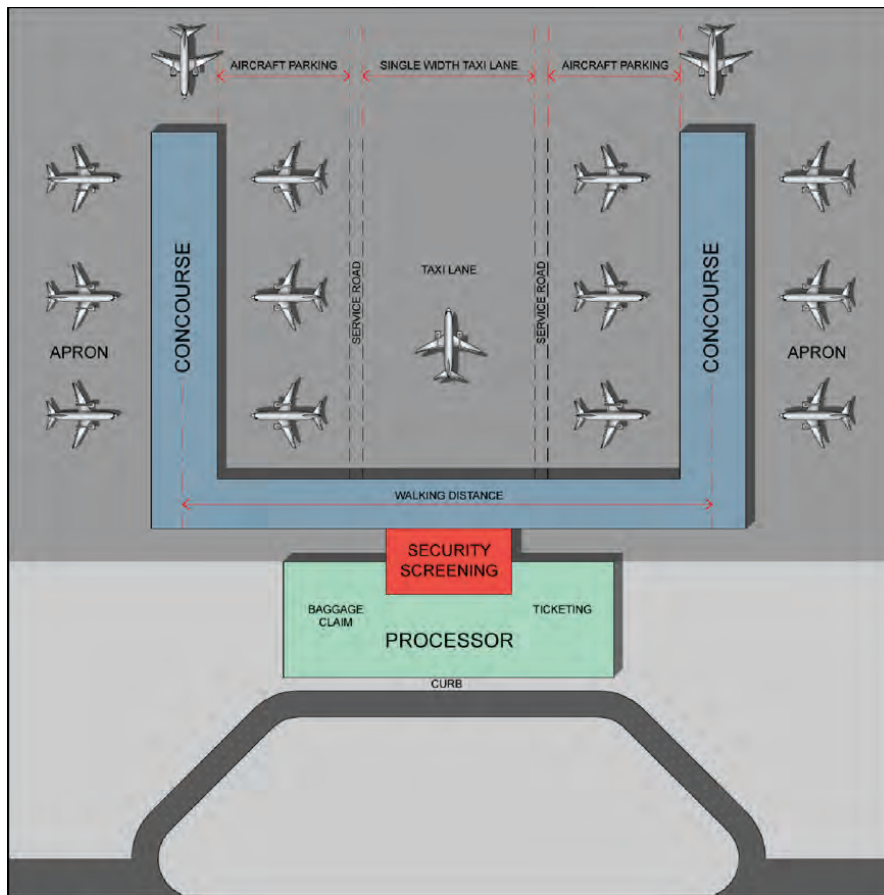 AIRCRAFT PARKING
SINGLE WIDTH TAXI LANE
AIRCRAFT PARKING
CONCOURSE
SERVICE ROAD
TAXI LANE
SERVICE ROAD
CONCOURSE
APRON
APRON
WALKING DISTANCE
SECURITY
SCREENING
BAGGAGE
CLAIM
TICKETING
PROCESSOR
CURB